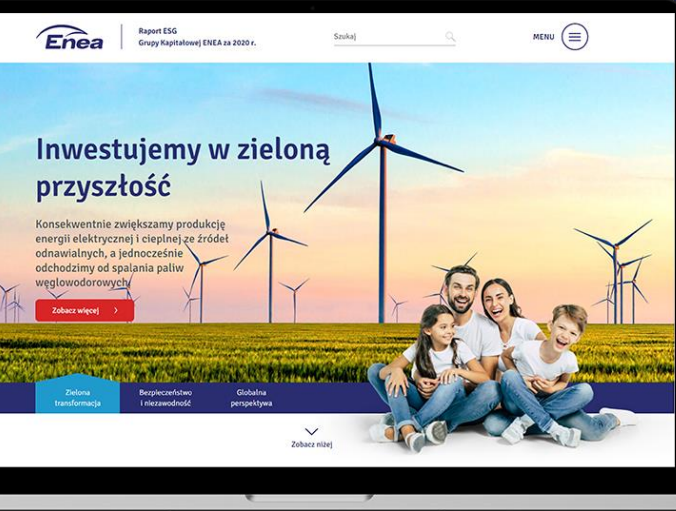 Enea
Raport ESG
Grupy Kapitałowej ENEA za 2020 r.
Szukaj
MENU
Inwestujemy w zieloną
przyszłość
Konsekwentnie zwiększamy produkcję
energii elektrycznej i cieplnej ze źródeł
odnawialnych, a jednocześnie
odchodzimy od spalania paliw
węglowodorowych
Zobacz więcej
Zielona
transformacja
Bezpieczeństwo
i niezawodność
Globalna
perspektywa
Zobacz niżej